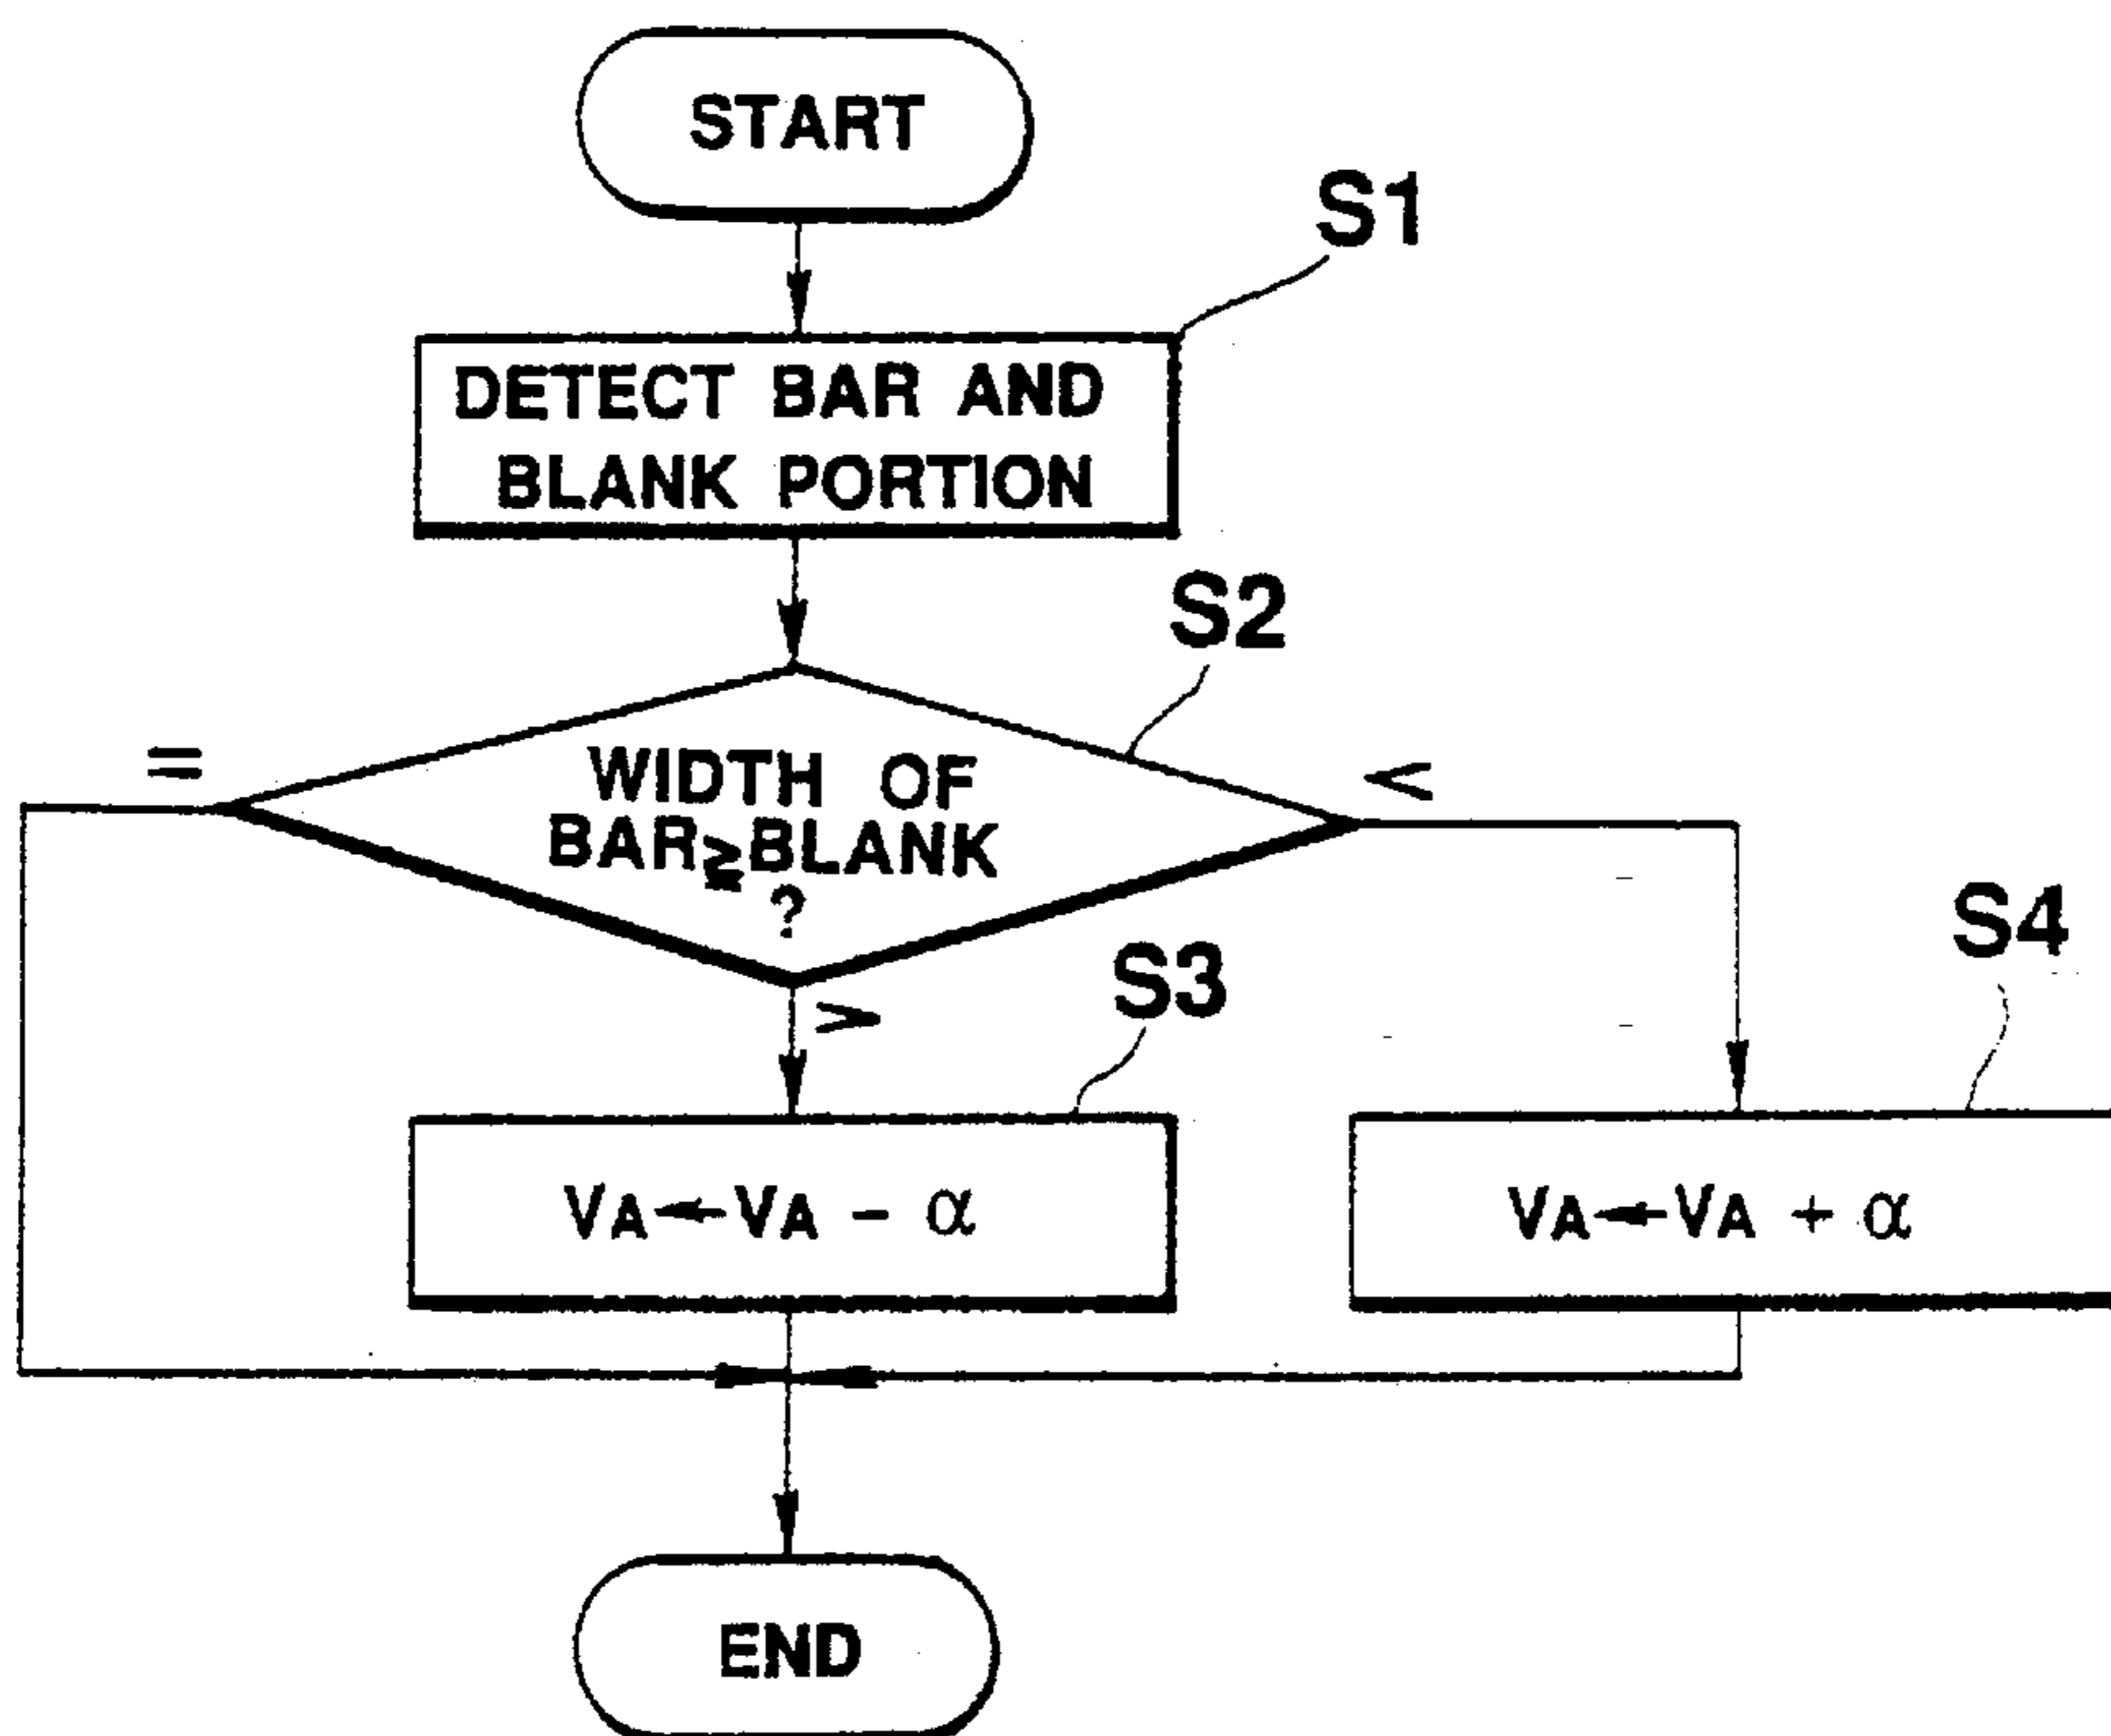 START
S1
DETECT BAR AND
BLANK PORTION
S2
=
<
WIDTH OF
BAR⪌BLANK
?
S4
S3
>
VA←VA - α
VA←VA + α
END